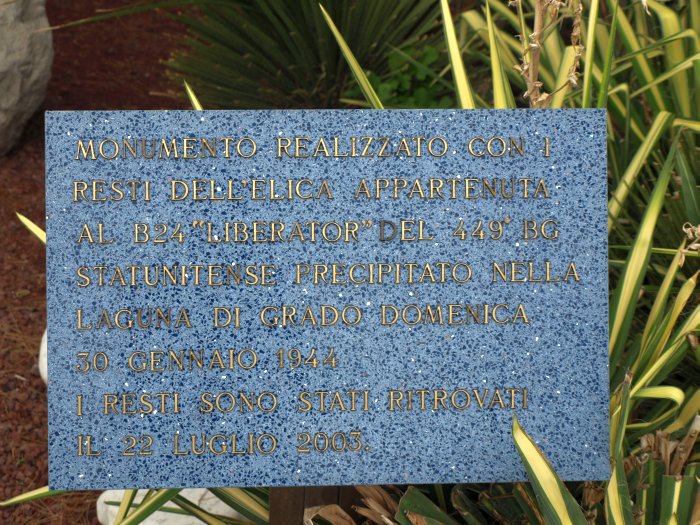 MONUMENTO REALIZZATO CON I
RESTI DELL'ELICA APPARTENUTA
AL B24 "LIBERATOR" DEL 449° BG
STATUNITENSE PRECIPITATO NELLA
LAGUNA DI GRADO DOMENICA
30 GENNAIO 1944
I RESTI SONO STATI RITROVATI
IL 22 LUGLIO 2003.